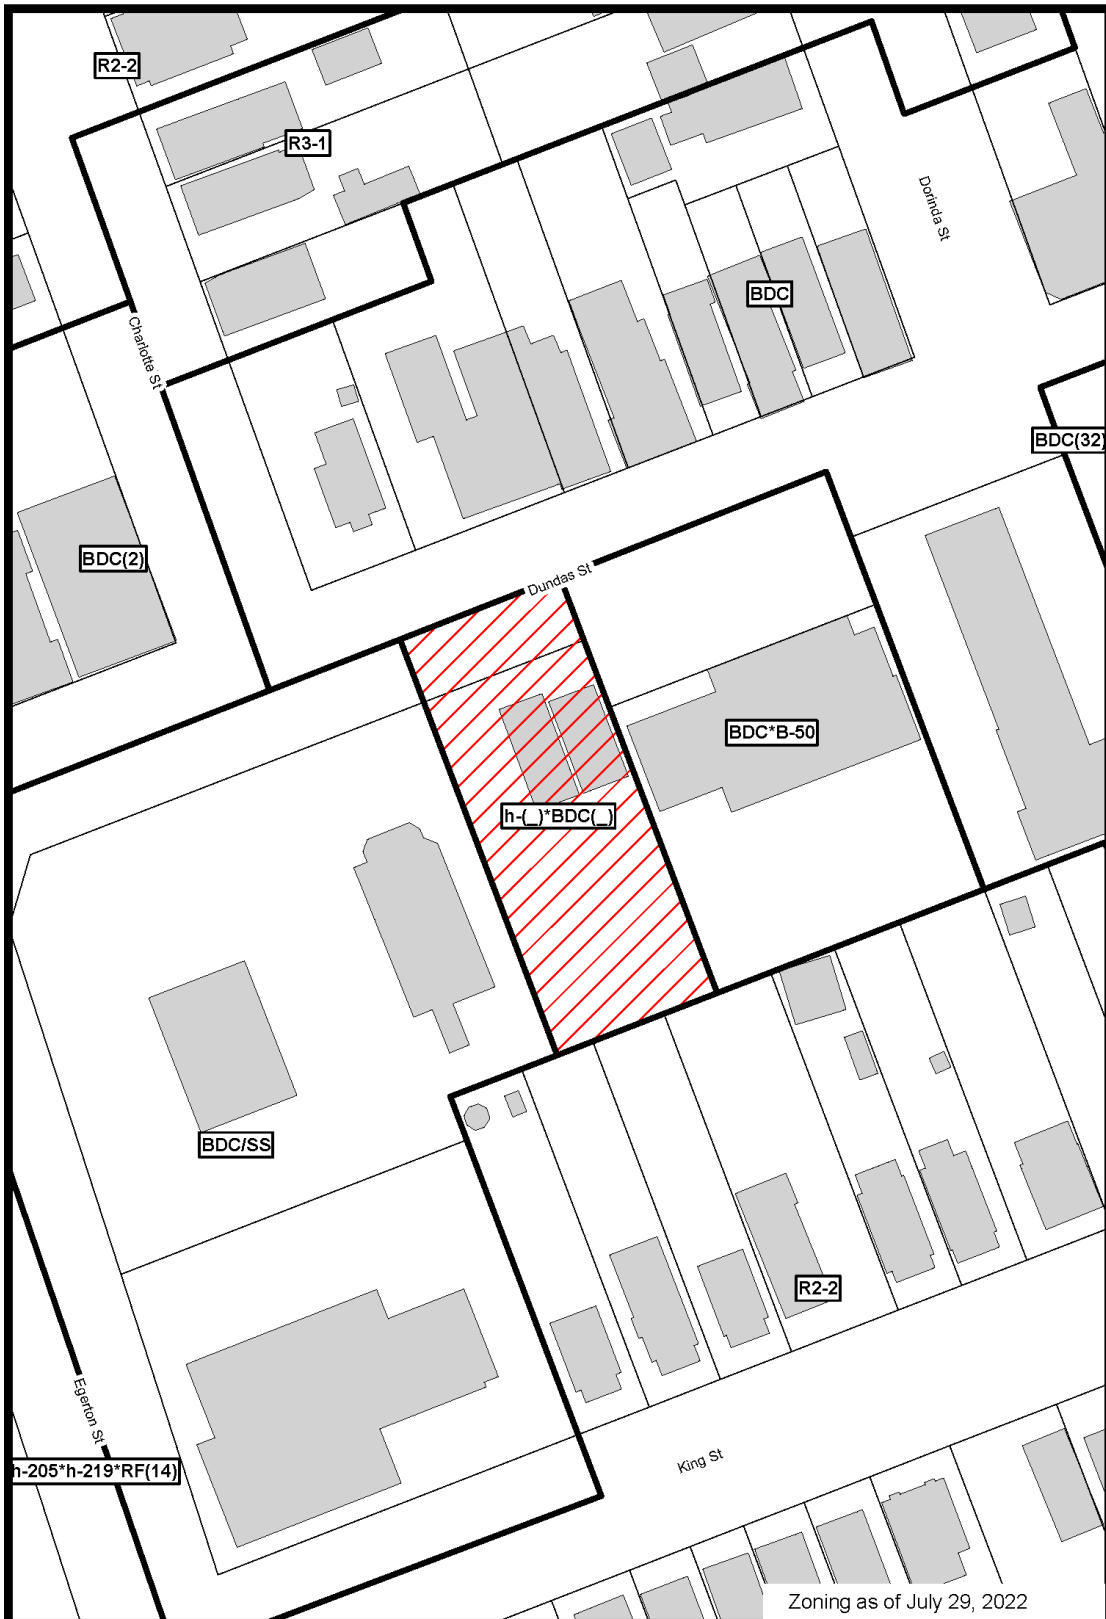 R2-2
R3-1
Dorinda St
BDC
Charlotte St
BDC(32)
BDC(2)
Dundas St
BDC*B-50
h-(_)*BDC(_)
BDC/SS
R2-2
Egerton St
King St
h-205*h-219*RF(14)
Zoning as of July 29, 2022